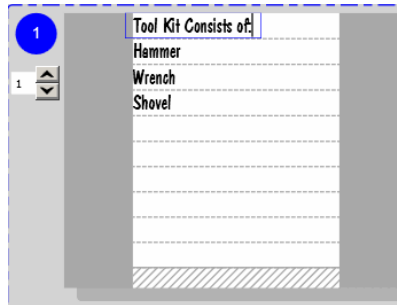 1
Tool Kit Consists of:
Hammer
1
Wrench
Shovel